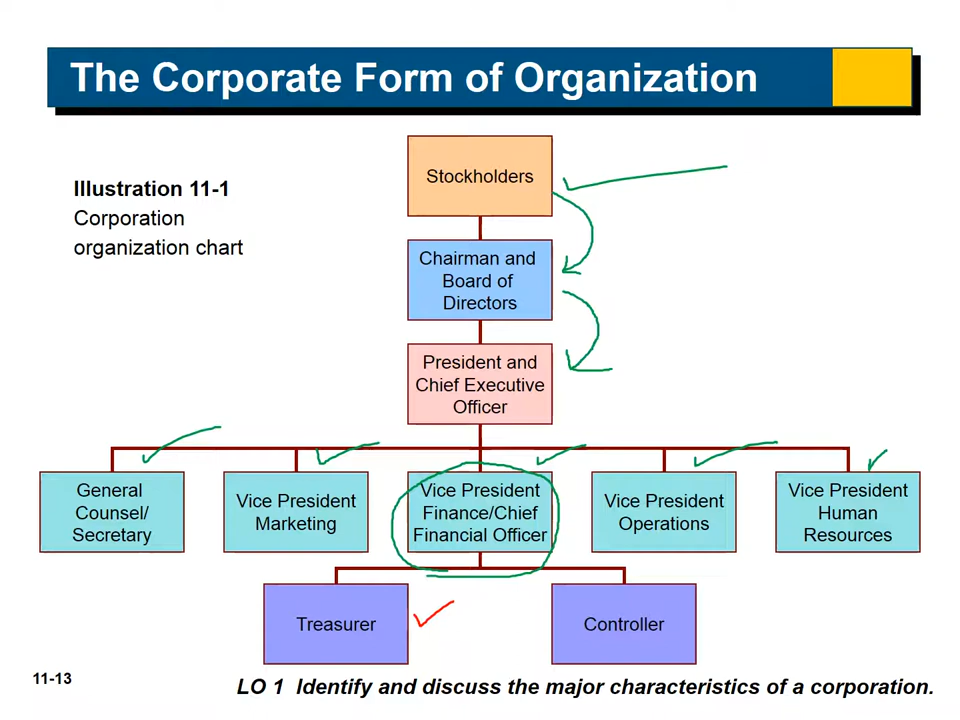 The Corporate Form of Organization
Illustration 11-1
Corporation
organization chart
Stockholders
Chairman and
Board of
Directors
President and
Chief Executive
Officer
General
Counsel/
Secretary
Vice President
Marketing
Vice President
Finance/Chief
Financial Officer
Vice President
Operations
Vice President
Human
Resources
Treasurer
Controller
11-13
LO 1 Identify and discuss the major characteristics of a corporation.